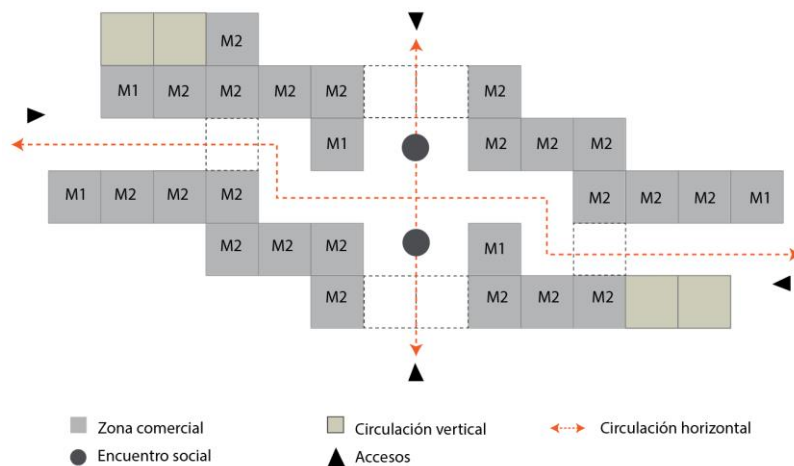 M2
M1 M2 M2 M2 M2 M2
M1 M2 M2 M2
M1 M2 M2 M2 M2 M2 M2 M1
M2 M2 M2 M1
M2 M2 M2 M2
Zona comercial Circulación vertical Circulación horizontal
Encuentro social Accesos